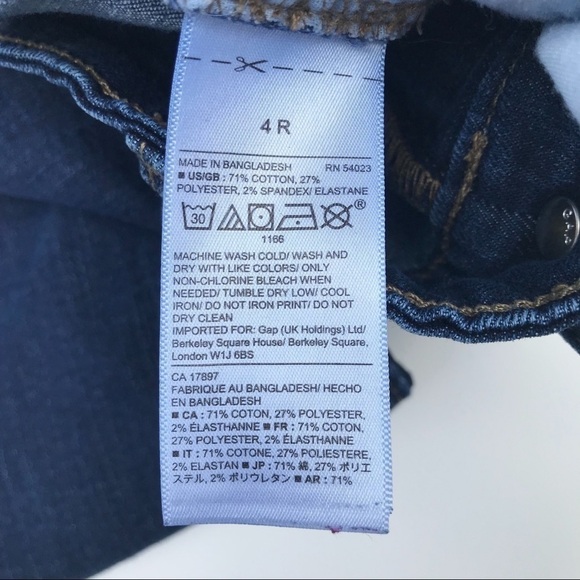 4 R
MADE IN BANGLADESH RN 54023
■ US/GB : 71% COTTON, 27%
POLYESTER, 2% SPANDEX/ ELASTANE
30
®
1166
MACHINE WASH COLD/ WASH AND
DRY WITH LIKE COLORS/ ONLY
NON-CHLORINE BLEACH WHEN
NEEDED/ TUMBLE DRY LOW/ COOL
IRON/ DO NOT IRON PRINT/ DO NOT
DRY CLEAN
IMPORTED FOR: Gap (UK Holdings) Ltd/
Berkeley Square House/ Berkeley Square,
London W1J 6BS
CA 17897
FABRIQUE AU BANGLADESH/ HECHO
EN BANGLADESH
■ CA : 71% COTON, 27% POLYESTER,
2% ÉLASTHANNE ■ FR : 71% COTON,
27% POLYESTER, 2% ÉLASTHANNE
■ IT : 71% COTONE, 27% POLIESTERE,
2% ELASTAN ■ JP : 71% 綿, 27% ポリエ
ステル, 2% ポリウレタン ■ AR : 71%
GAP